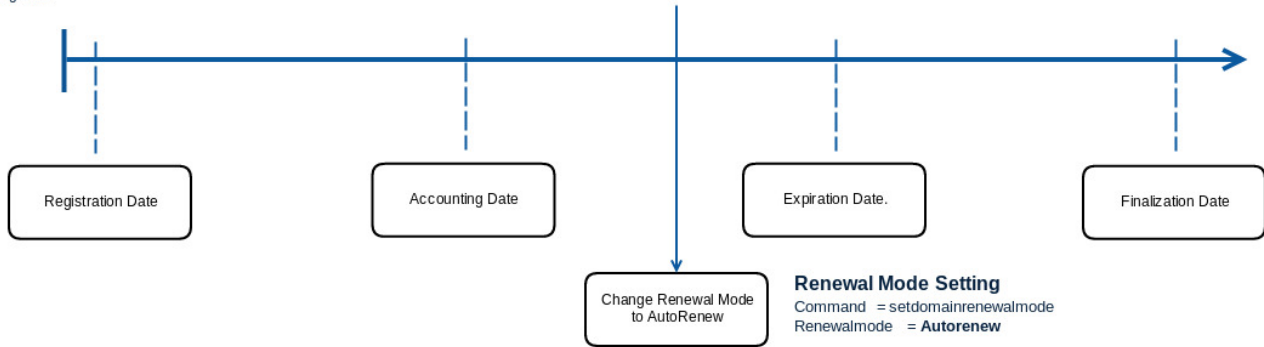 Registration Date
Accounting Date
Expiration Date.
Finalization Date
Change Renewal Mode
to AutoRenew
Renewal Mode Setting
Command = setdomainrenewalmode
Renewalmode = Autorenew